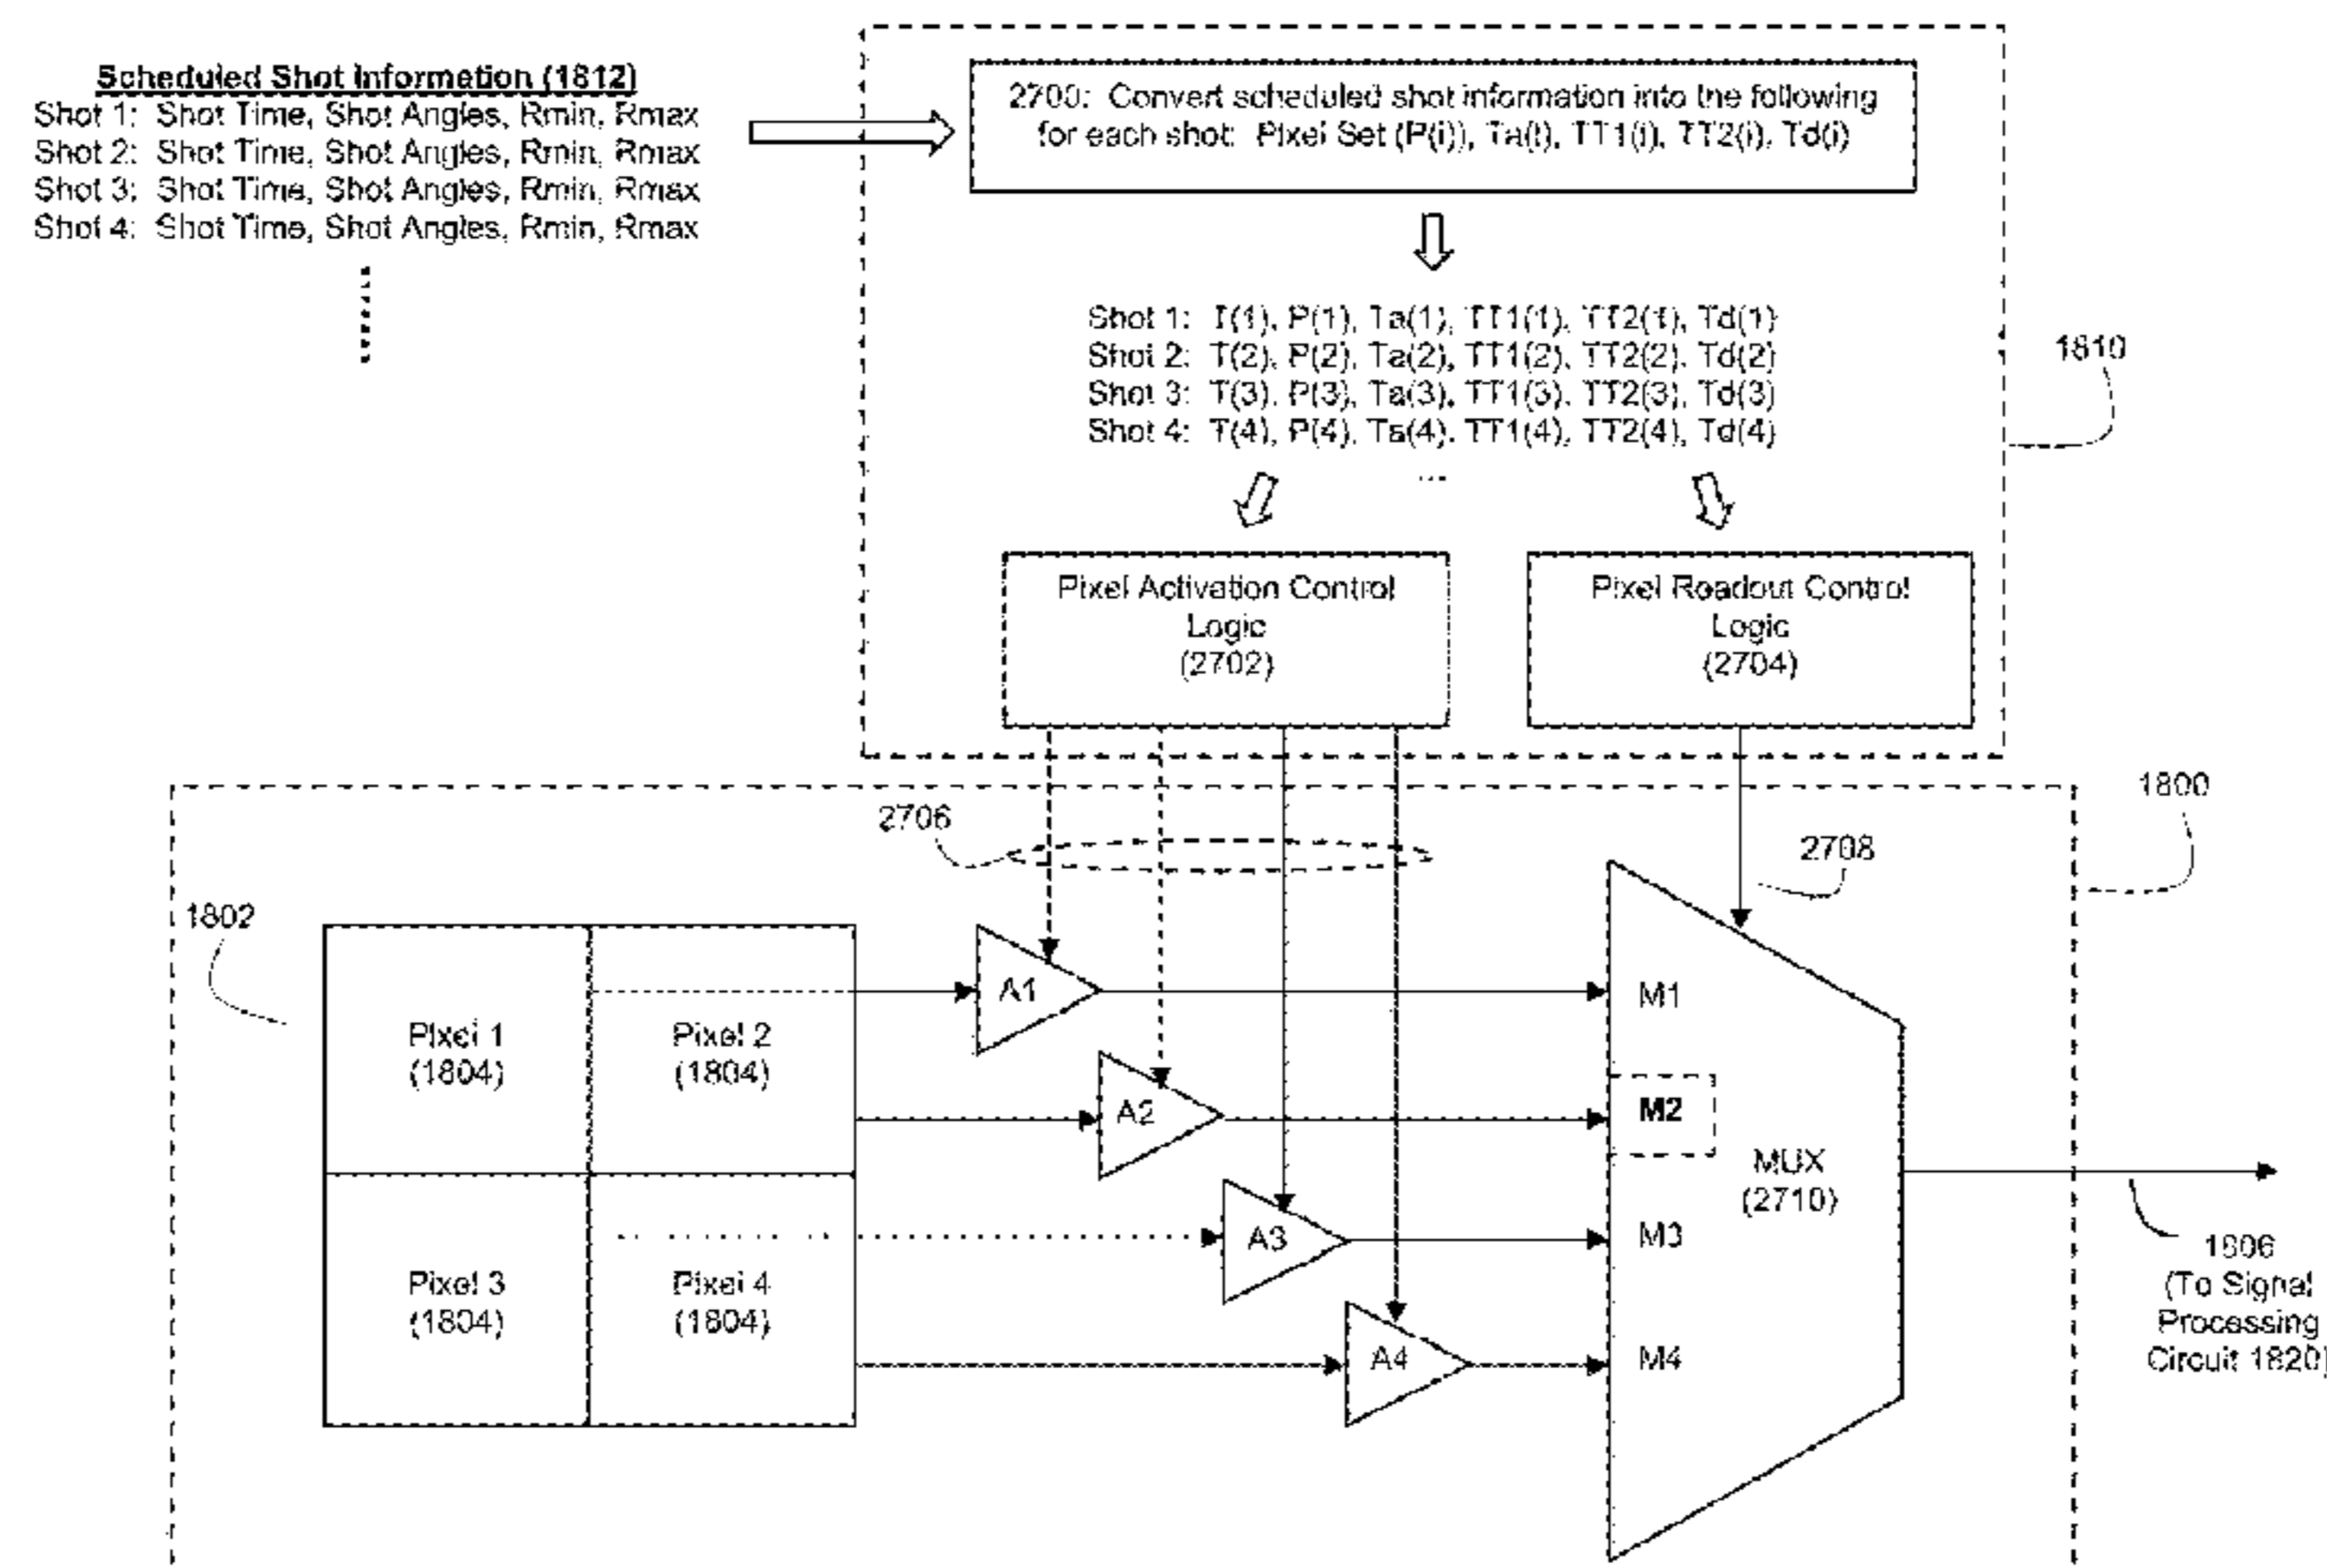 Scheduled Shot Information (1812)
Shot 1: Shot Time, Shot Angles, Rmin, Rmax
Shot 2: Shot Time, Shot Angles, Rmin, Rmax
Shot 3: Shot Time, Shot Angles, Rmin, Rmax
Shot 4: Shot Time, Shot Angles, Rmin, Rmax
2700: Convert scheduled shot information into the following
for each shot: Pixel Set (P(i)), Ta(i), TT1(i), TT2(i), Td(i)
Shot 1: T(1), P(1), Ta(1), TT1(1), TT2(1), Td(1)
Shot 2: T(2), P(2), Ta(2), TT1(2), TT2(2), Td(2)
Shot 3: T(3), P(3), Ta(3), TT1(3), TT2(3), Td(3)
Shot 4: T(4), P(4), Ta(4), TT1(4), TT2(4), Td(4)
...
1810
Pixel Activation Control
Logic
(2702)
Pixel Readout Control
Logic
(2704)
1800
2706
2708
1802
Pixel 1
(1804)
Pixel 2
(1804)
Pixel 3
(1804)
Pixel 4
(1804)
A1
A2
A3
A4
M1
M2
M3
M4
MUX
(2710)
1806
(To Signal
Processing
Circuit 1820)